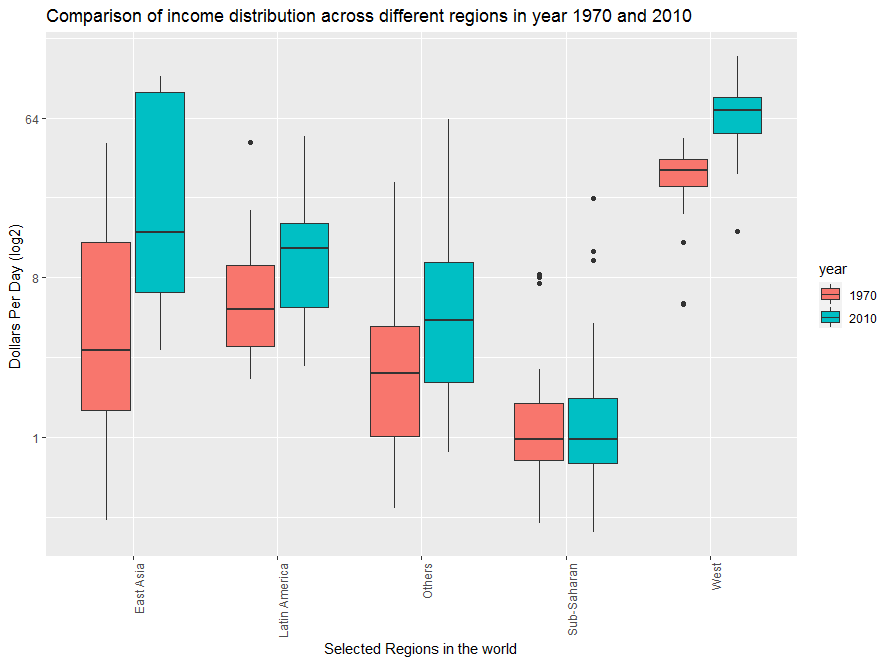 Comparison of income distribution across different regions in year 1970 and 2010
Dollars Per Day (log2)
64
8
1
East Asia
Latin America
Others
Sub-Saharan
West
Selected Regions in the world
year
1970
2010